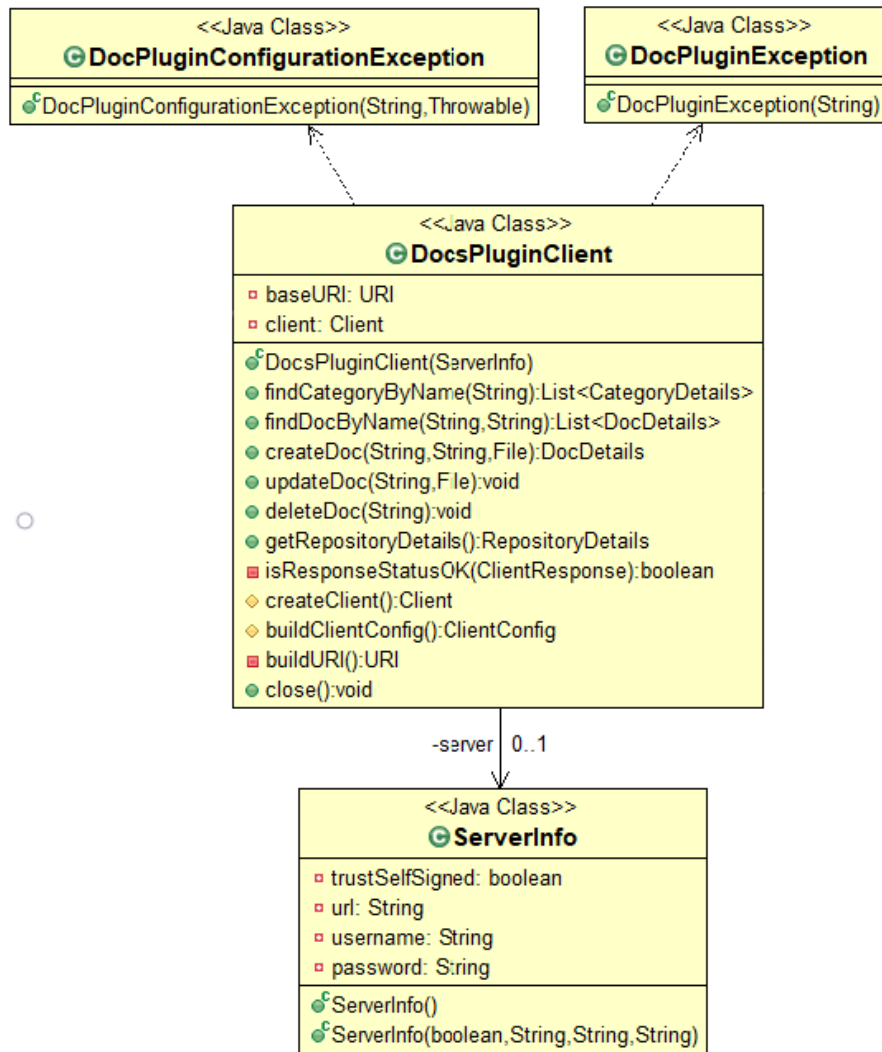 <<Java Class>>
DocPluginConfigurationException
DocPluginConfigurationException(String,Throwable)
<<Java Class>>
DocPluginException
DocPluginException(String)
<<Java Class>>
DocsPluginClient
baseURI: URI
client: Client
DocsPluginClient(ServerInfo)
findCategoryByName(String):List<CategoryDetails>
findDocByName(String,String):List<DocDetails>
createDoc(String,String,File):DocDetails
updateDoc(String,File):void
deleteDoc(String):void
getRepositoryDetails():RepositoryDetails
isResponseStatusOK(ClientResponse):boolean
createClient():Client
buildClientConfig():ClientConfig
buildURI():URI
close():void
-server 0..1
<<Java Class>>
ServerInfo
trustSelfSigned: boolean
url: String
username: String
password: String
ServerInfo()
ServerInfo(boolean,String,String,String)